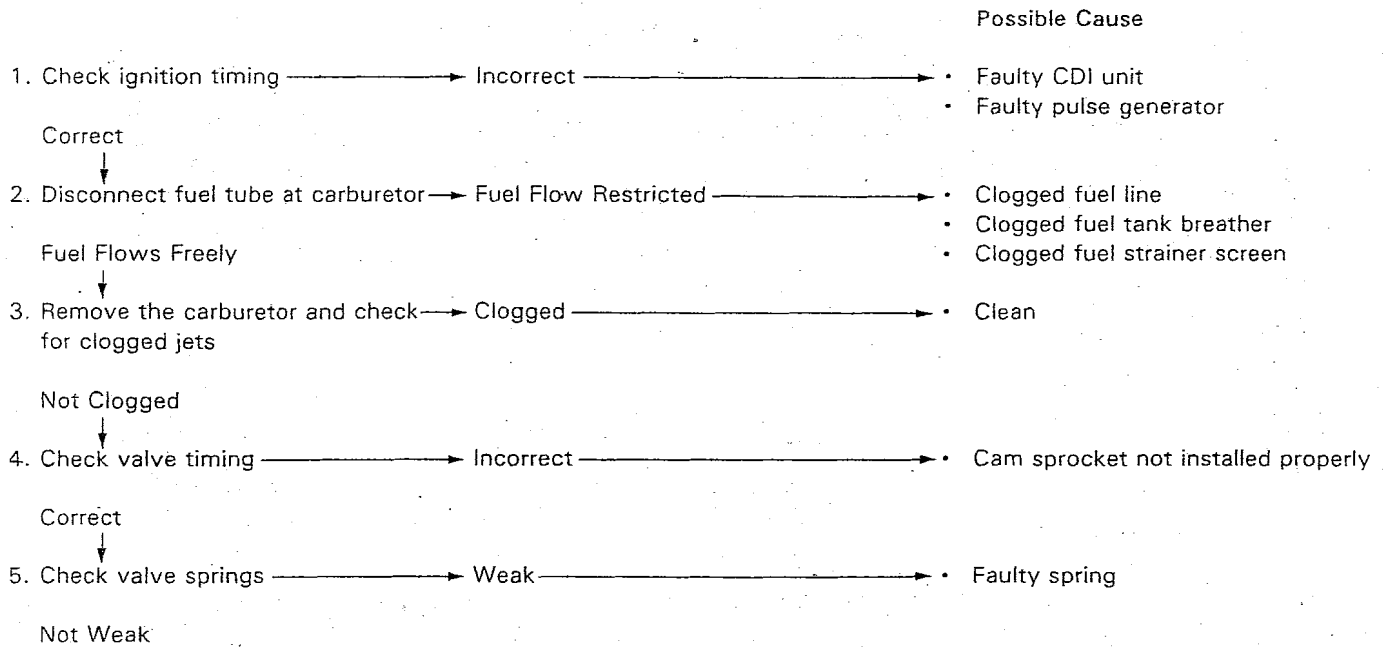 Possible Cause
1. Check ignition timing → Incorrect → • Faulty CDI unit
• Faulty pulse generator
Correct
2. Disconnect fuel tube at carburetor → Fuel Flow Restricted → • Clogged fuel line
• Clogged fuel tank breather
Fuel Flows Freely • Clogged fuel strainer screen
3. Remove the carburetor and check → Clogged → • Clean
for clogged jets
Not Clogged
4. Check valve timing → Incorrect → • Cam sprocket not installed properly
Correct
5. Check valve springs → Weak → • Faulty spring
Not Weak